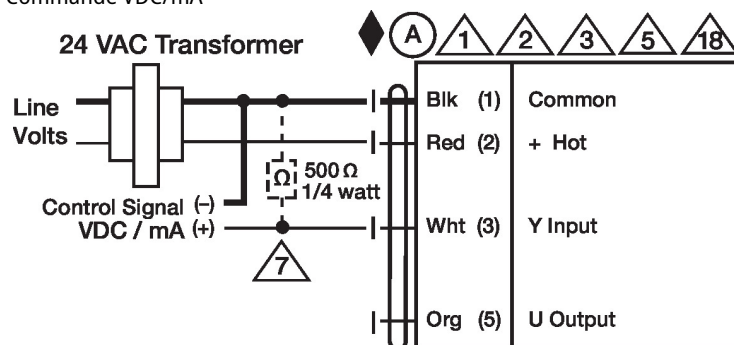 Commande VDC/mA
24 VAC Transformer
A 1 2 3 5 18
Line
Volts
Blk (1) Common
Red (2) + Hot
Ω 500 Ω
1/4 watt
Control Signal (–)
VDC / mA (+)
Wht (3) Y Input
7
Org (5) U Output